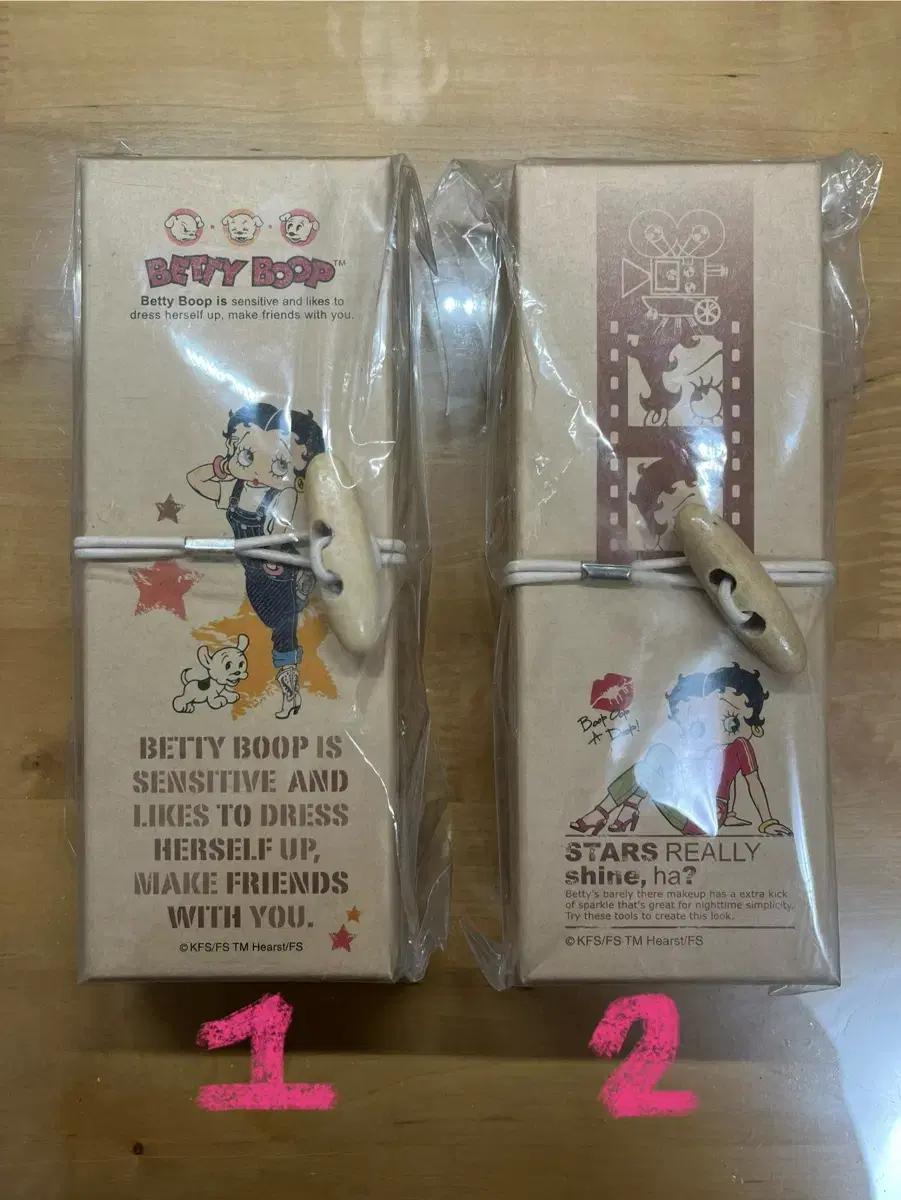 BETTY BOOP™
Betty Boop is sensitive and likes to
dress herself up, make friends with you.
BETTY BOOP IS
SENSITIVE AND
LIKES TO DRESS
HERSELF UP,
MAKE FRIENDS
WITH YOU.
©KFS/FS TM Hearst/FS
Boop Oop
A Doop!
STARS REALLY
shine, ha?
Betty's barely there makeup has a extra kick
of sparkle that's great for nighttime simplicity.
Try these tools to create this look.
©KFS/FS TM Hearst/FS
1
2